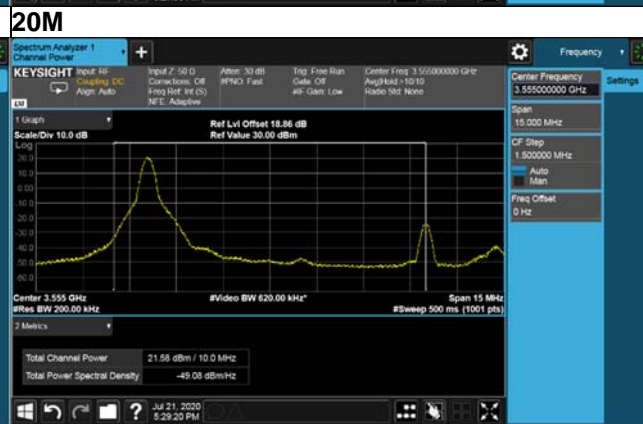 20M
Spectrum Analyzer 1
Channel Power
Frequency
KEYSIGHT
Input: RF
Coupling: DC
Align: Auto
Input Z: 50 Ω
Corrections: Off
Freq Ref: Int (S)
NFE: Adaptive
Atten: 30 dB
#PNO: Fast
Trig: Free Run
Gate: Off
#IF Gain: Low
Center Freq: 3.555000000 GHz
Avg|Hold:>10/10
Radio Std: None
Center Frequency
3.555000000 GHz
Settings
Span
15.000 MHz
CF Step
1.500000 MHz
Auto
Man
Freq Offset
0 Hz
1 Graph
Scale/Div 10.0 dB
Ref Lvl Offset 18.86 dB
Ref Value 30.00 dBm
Log
20.0
10.0
0.00
-10.0
-20.0
-30.0
-40.0
-50.0
-60.0
Center 3.555 GHz
#Res BW 200.00 kHz
#Video BW 620.00 kHz*
Span 15 MHz
#Sweep 500 ms (1001 pts)
2 Metrics
Total Channel Power
21.58 dBm / 10.0 MHz
Total Power Spectral Density
-49.08 dBm/Hz
Jul 21, 2020
5:29:20 PM